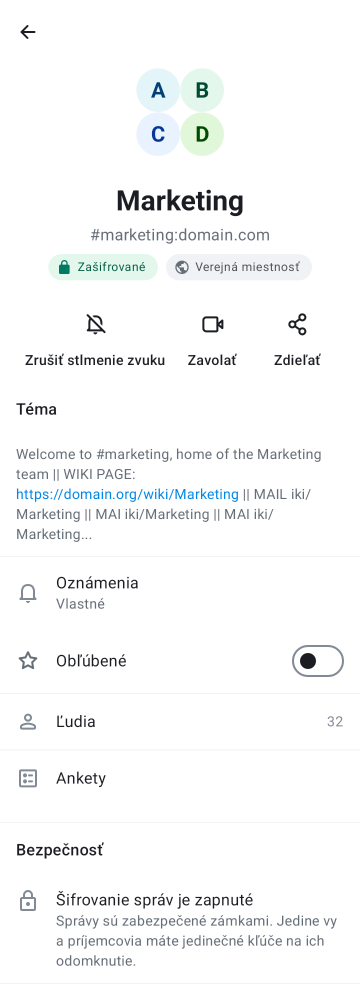 A B
C D
Marketing
#marketing:domain.com
Zašifrované Verejná miestnosť
Zrušiť stlmenie zvuku Zavolať Zdieľať
Téma
Welcome to #marketing, home of the Marketing
team || WIKI PAGE:
https://domain.org/wiki/Marketing || MAIL iki/
Marketing || MAI iki/Marketing || MAI iki/
Marketing...
Oznámenia
Vlastné
Obľúbené
Ľudia 32
Ankety
Bezpečnosť
Šifrovanie správ je zapnuté
Správy sú zabezpečené zámkami. Jedine vy
a príjemcovia máte jedinečné kľúče na ich
odomknutie.